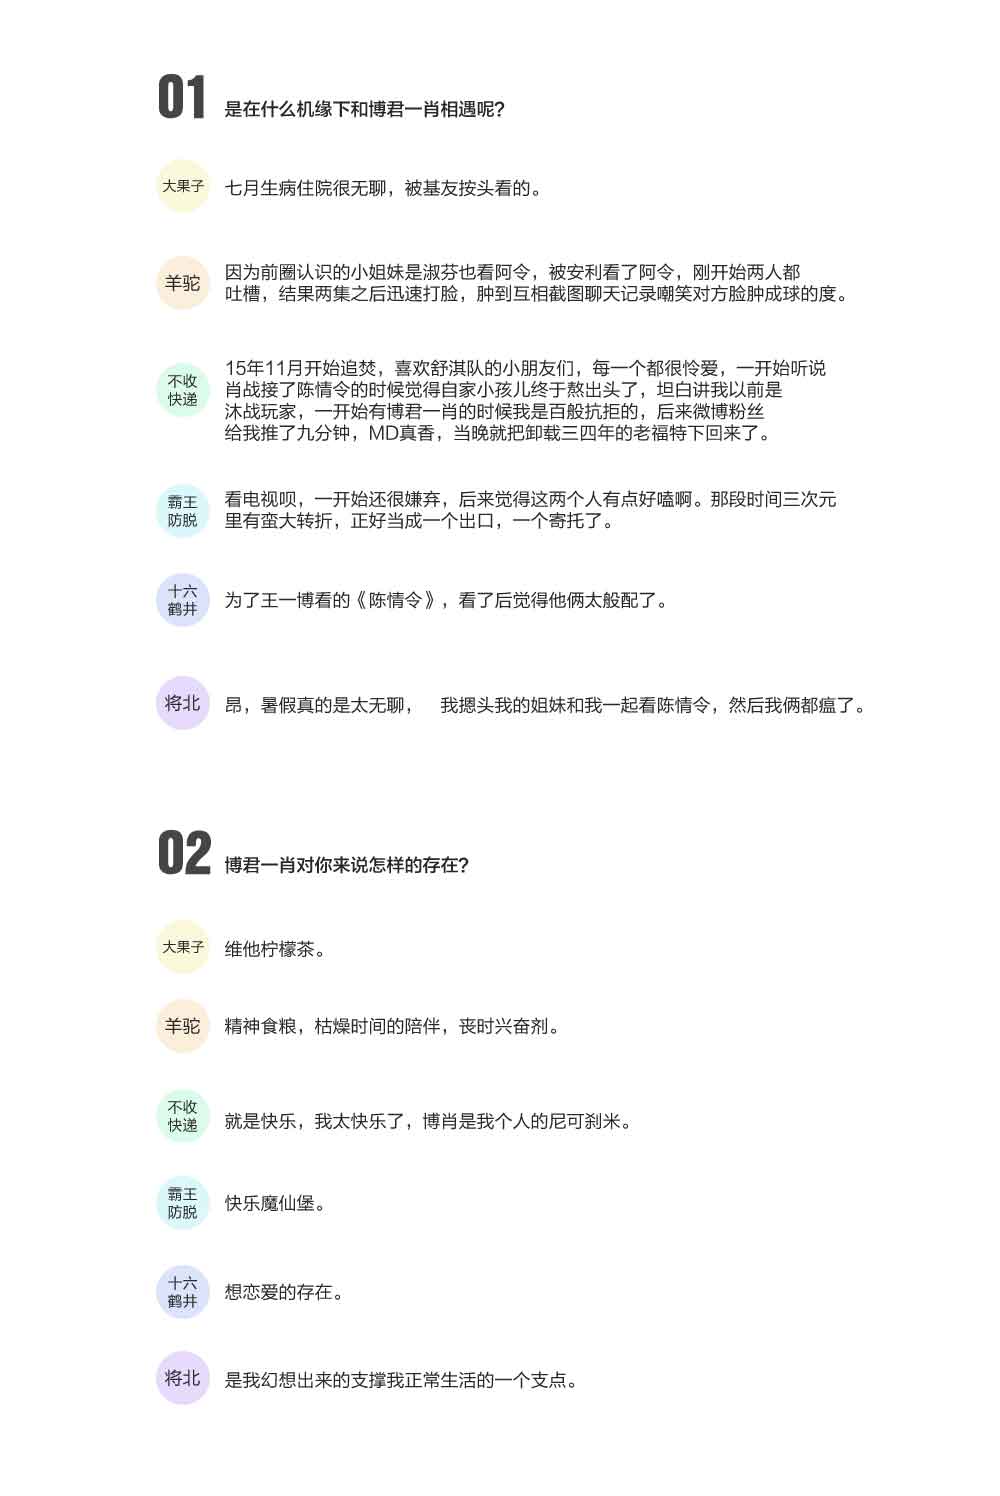 01
是在什么机缘下和博君一肖相遇呢?
大果子
七月生病住院很无聊，被基友按头看的。
羊驼
因为前圈认识的小姐妹是淑芬也看阿令，被安利看了阿令，刚开始两人都
吐槽，结果两集之后迅速打脸，肿到互相截图聊天记录嘲笑对方脸肿成球的度。
不收
快递
15年11月开始追焚，喜欢舒淇队的小朋友们，每一个都很怜爱，一开始听说
肖战接了陈情令的时候觉得自家小孩儿终于熬出头了，坦白讲我以前是
沐战玩家，一开始有博君一肖的时候我是百般抗拒的，后来微博粉丝
给我推了九分钟，MD真香，当晚就把卸载三四年的老福特下回来了。
霸王
防脱
看电视呗，一开始还很嫌弃，后来觉得这两个人有点好嗑啊。那段时间三次元
里有蛮大转折，正好当成一个出口，一个寄托了。
十六
鹤井
为了王一博看的《陈情令》，看了后觉得他俩太般配了。
将北
昂，暑假真的是太无聊，　我摁头我的姐妹和我一起看陈情令，然后我俩都瘟了。
02
博君一肖对你来说怎样的存在?
大果子
维他柠檬茶。
羊驼
精神食粮，枯燥时间的陪伴，丧时兴奋剂。
不收
快递
就是快乐，我太快乐了，博肖是我个人的尼可刹米。
霸王
防脱
快乐魔仙堡。
十六
鹤井
想恋爱的存在。
将北
是我幻想出来的支撑我正常生活的一个支点。